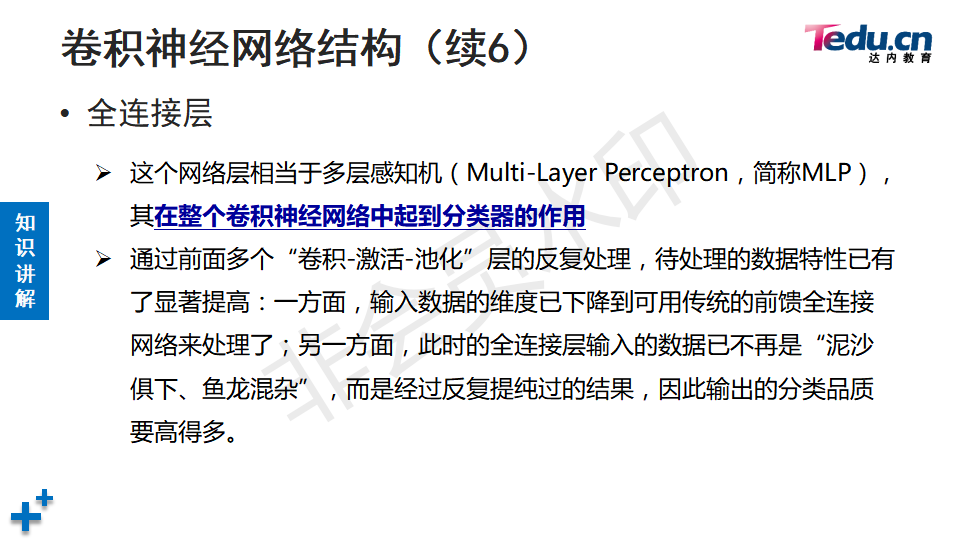 卷积神经网络结构（续6）
Tedu.cn
达内教育
• 全连接层
➢ 这个网络层相当于多层感知机（Multi-Layer Perceptron，简称MLP），
其在整个卷积神经网络中起到分类器的作用
➢ 通过前面多个“卷积-激活-池化”层的反复处理，待处理的数据特性已有
了显著提高：一方面，输入数据的维度已下降到可用传统的前馈全连接
网络来处理了；另一方面，此时的全连接层输入的数据已不再是“泥沙
俱下、鱼龙混杂”，而是经过反复提纯过的结果，因此输出的分类品质
要高得多。
知
识
讲
解
非会员水印